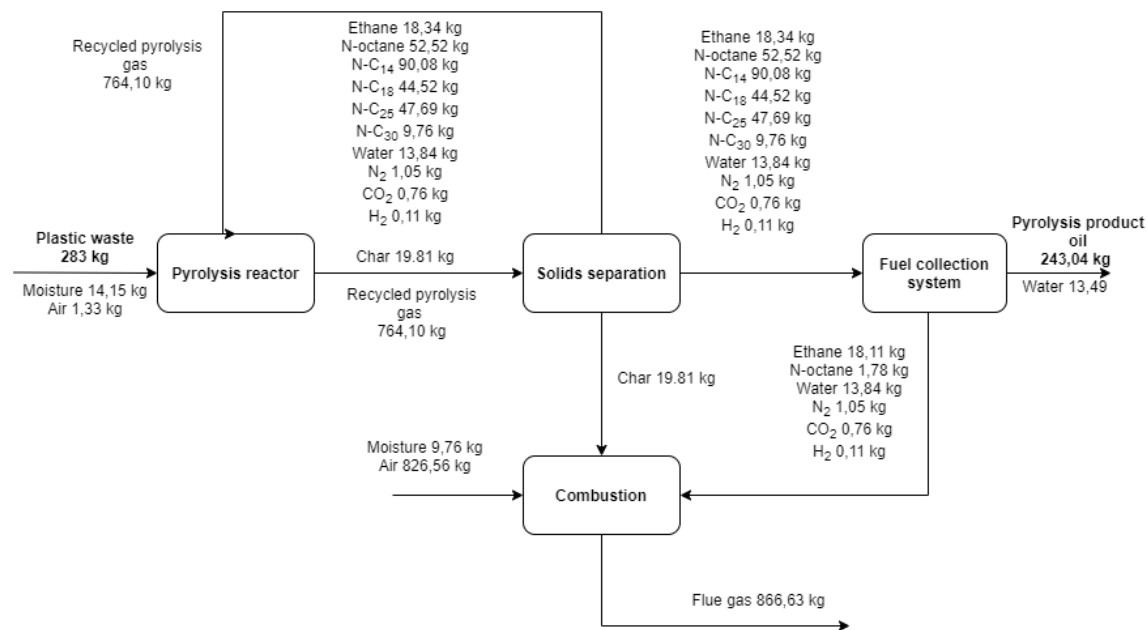 Recycled pyrolysis
gas
764,10 kg
Ethane 18,34 kg
N-octane 52,52 kg
N-C₁₄ 90,08 kg
N-C₁₈ 44,52 kg
N-C₂₅ 47,69 kg
N-C₃₀ 9,76 kg
Water 13,84 kg
N₂ 1,05 kg
CO₂ 0,76 kg
H₂ 0,11 kg
Ethane 18,34 kg
N-octane 52,52 kg
N-C₁₄ 90,08 kg
N-C₁₈ 44,52 kg
N-C₂₅ 47,69 kg
N-C₃₀ 9,76 kg
Water 13,84 kg
N₂ 1,05 kg
CO₂ 0,76 kg
H₂ 0,11 kg
Plastic waste
283 kg
Moisture 14,15 kg
Air 1,33 kg
Pyrolysis reactor
Char 19.81 kg
Recycled pyrolysis
gas
764,10 kg
Solids separation
Fuel collection
system
Pyrolysis product
oil
243,04 kg
Water 13,49
Char 19.81 kg
Ethane 18,11 kg
N-octane 1,78 kg
Water 13,84 kg
N₂ 1,05 kg
CO₂ 0,76 kg
H₂ 0,11 kg
Moisture 9,76 kg
Air 826,56 kg
Combustion
Flue gas 866,63 kg